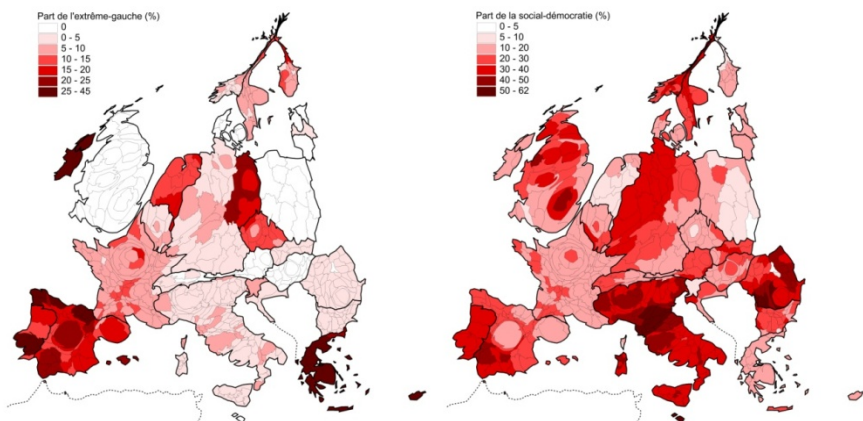 Part de l'extrême-gauche (%)
0
0 - 5
5 - 10
10 - 15
15 - 20
20 - 25
25 - 45
Part de la social-démocratie (%)
0 - 5
5 - 10
10 - 20
20 - 30
30 - 40
40 - 50
50 - 62